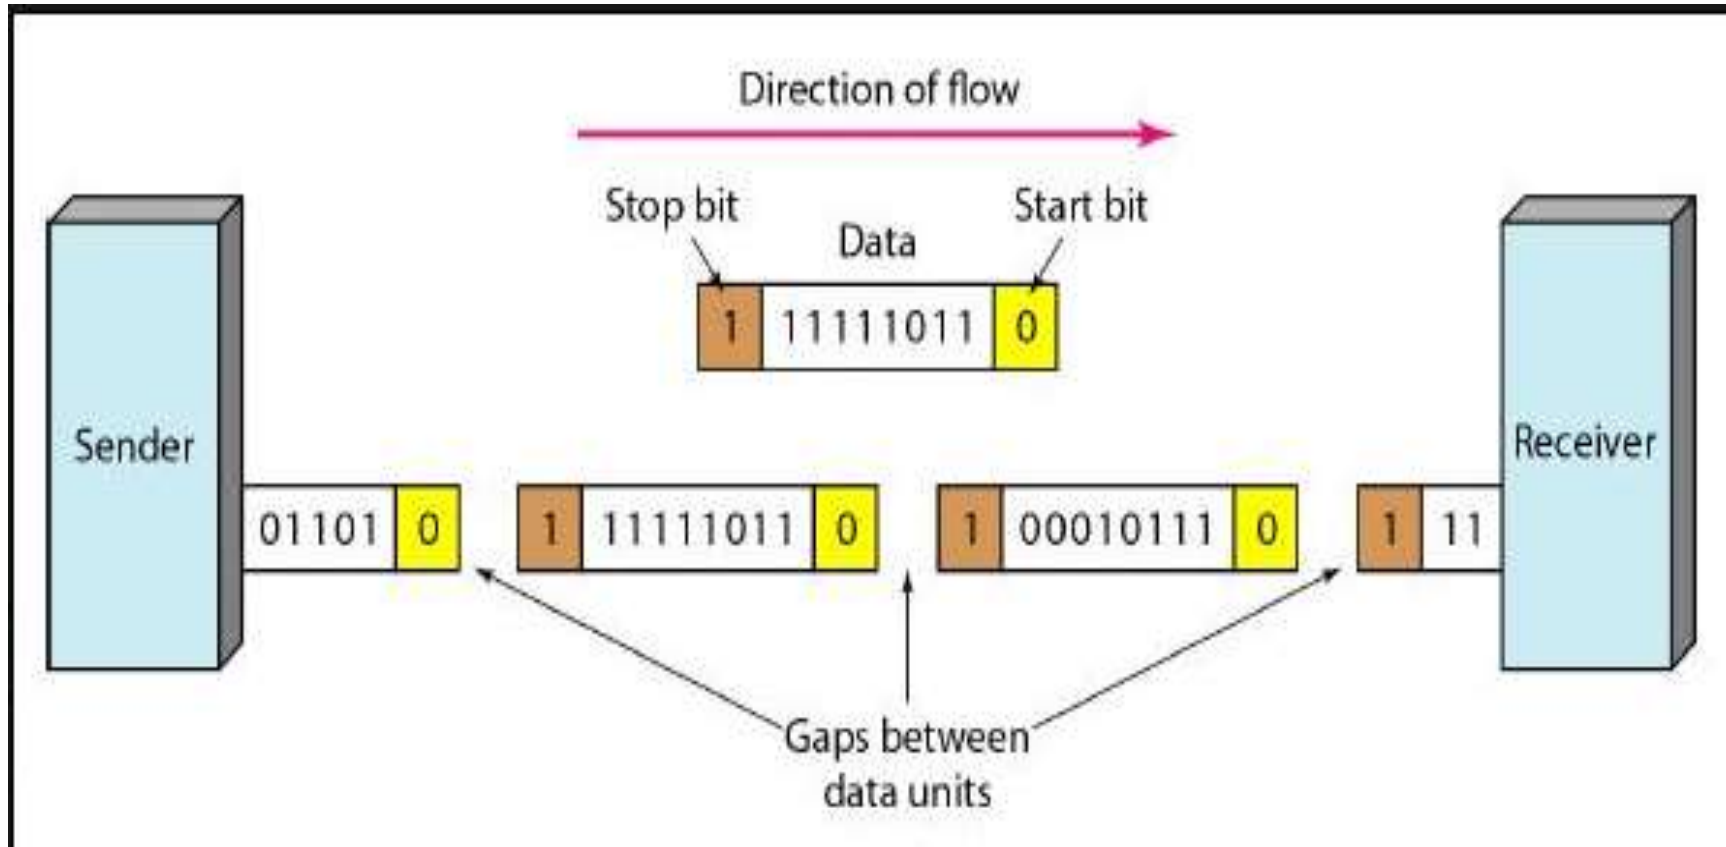 Direction of flow
Stop bit
Start bit
Data
1 11111011 0
Sender
Receiver
01101 0 1 11111011 0 1 00010111 0 1 11
Gaps between
data units